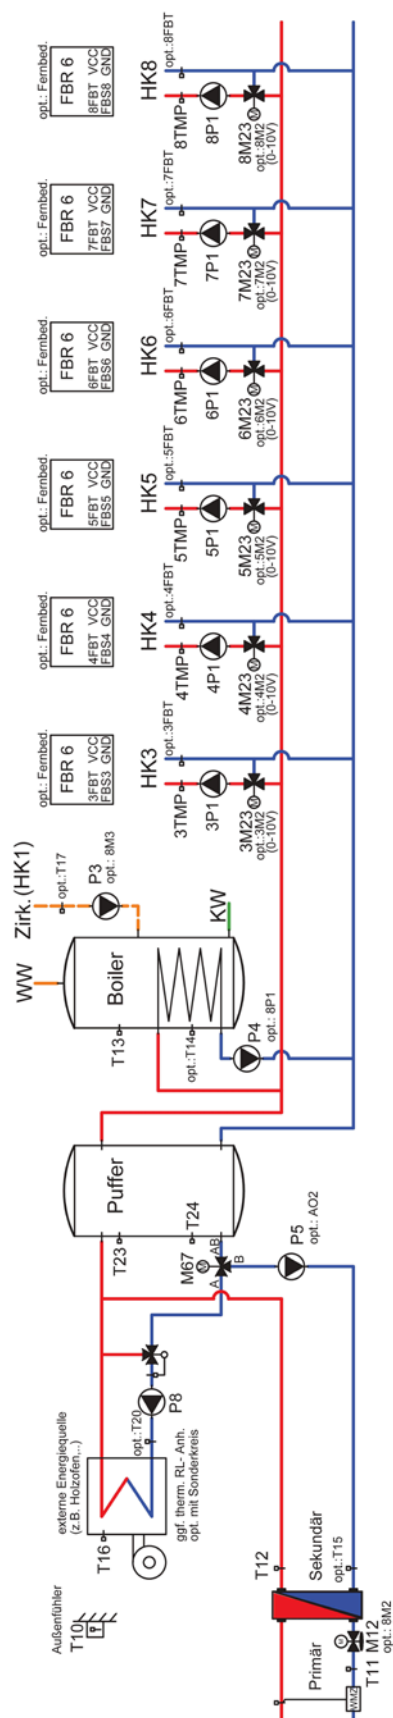 Außenfühler
T10
externe Energiequelle
(z.B. Holzofen,..)
T16
opt.:T20
P8
ggf. therm. RL- Anh.
opt. mit Sonderkreis
M67
M
A
AB
B
P5
opt.: AO2
Puffer
T23
T24
WW
Zirk.(HK1)
opt.:T17
P3
opt.: 8M3
Boiler
T13
opt.:T14
KW
P4
opt.: 8P1
Primär
Sekundär
T12
opt.:T15
T11 M12
opt.: 8M2
WMZ
opt.: Fernbed.
FBR 6
3FBT VCC
FBS3 GND
HK3
opt.:3FBT
3TMP
3P1
M
3M23
opt.:3M2
(0-10V)
opt.: Fernbed.
FBR 6
4FBT VCC
FBS4 GND
HK4
opt.:4FBT
4TMP
4P1
M
4M23
opt.:4M2
(0-10V)
opt.: Fernbed.
FBR 6
5FBT VCC
FBS5 GND
HK5
opt.:5FBT
5TMP
5P1
M
5M23
opt.:5M2
(0-10V)
opt.: Fernbed.
FBR 6
6FBT VCC
FBS6 GND
HK6
opt.:6FBT
6TMP
6P1
M
6M23
opt.:6M2
(0-10V)
opt.: Fernbed.
FBR 6
7FBT VCC
FBS7 GND
HK7
opt.:7FBT
7TMP
7P1
M
7M23
opt.:7M2
(0-10V)
opt.: Fernbed.
FBR 6
8FBT VCC
FBS8 GND
HK8
opt.:8FBT
8TMP
8P1
M
8M23
opt.:8M2
(0-10V)